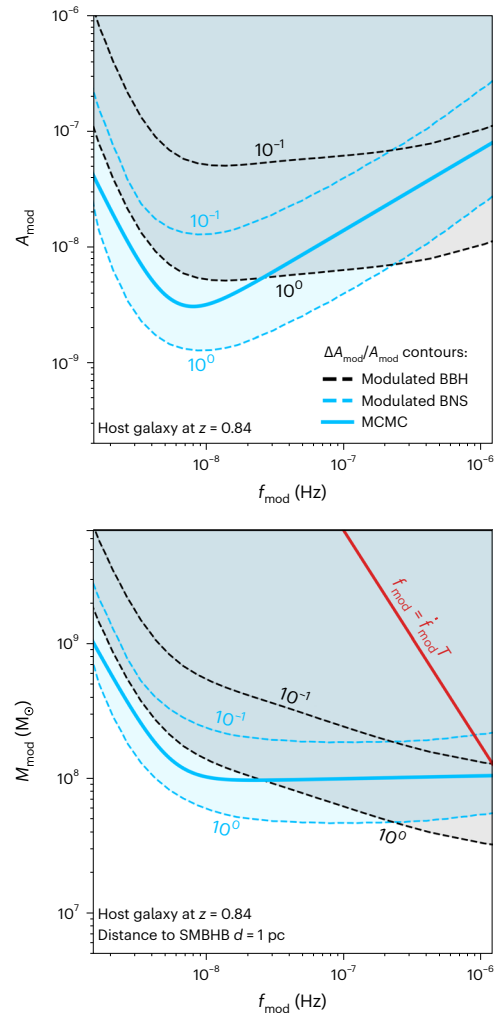 10⁻⁶
10⁻⁷
10⁻⁸
10⁻⁹
A_mod
10⁻¹
10⁻¹
10⁰
10⁰
ΔA_mod/A_mod contours:
Modulated BBH
Modulated BNS
MCMC
Host galaxy at z = 0.84
10⁻⁸
10⁻⁷
10⁻⁶
f_mod (Hz)
10⁹
10⁸
10⁷
M_mod (M☉)
f_mod = ḟ_mod T
10⁻¹
10⁻¹
10⁰
10⁰
Host galaxy at z = 0.84
Distance to SMBHB d = 1 pc
10⁻⁸
10⁻⁷
10⁻⁶
f_mod (Hz)